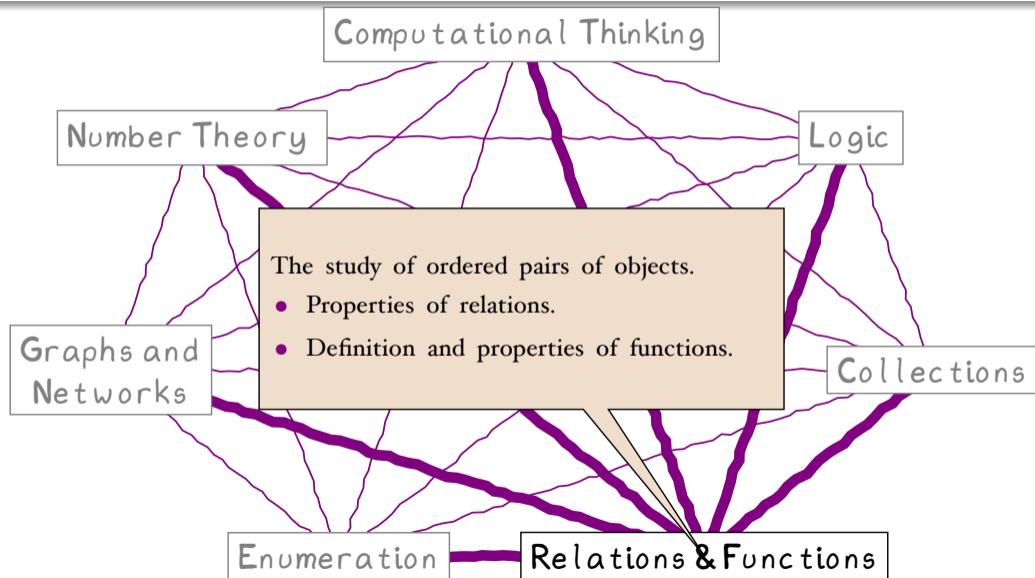 Computational Thinking
Number Theory
Logic
The study of ordered pairs of objects.
• Properties of relations.
• Definition and properties of functions.
Graphs and
Networks
Collections
Enumeration
Relations & Functions